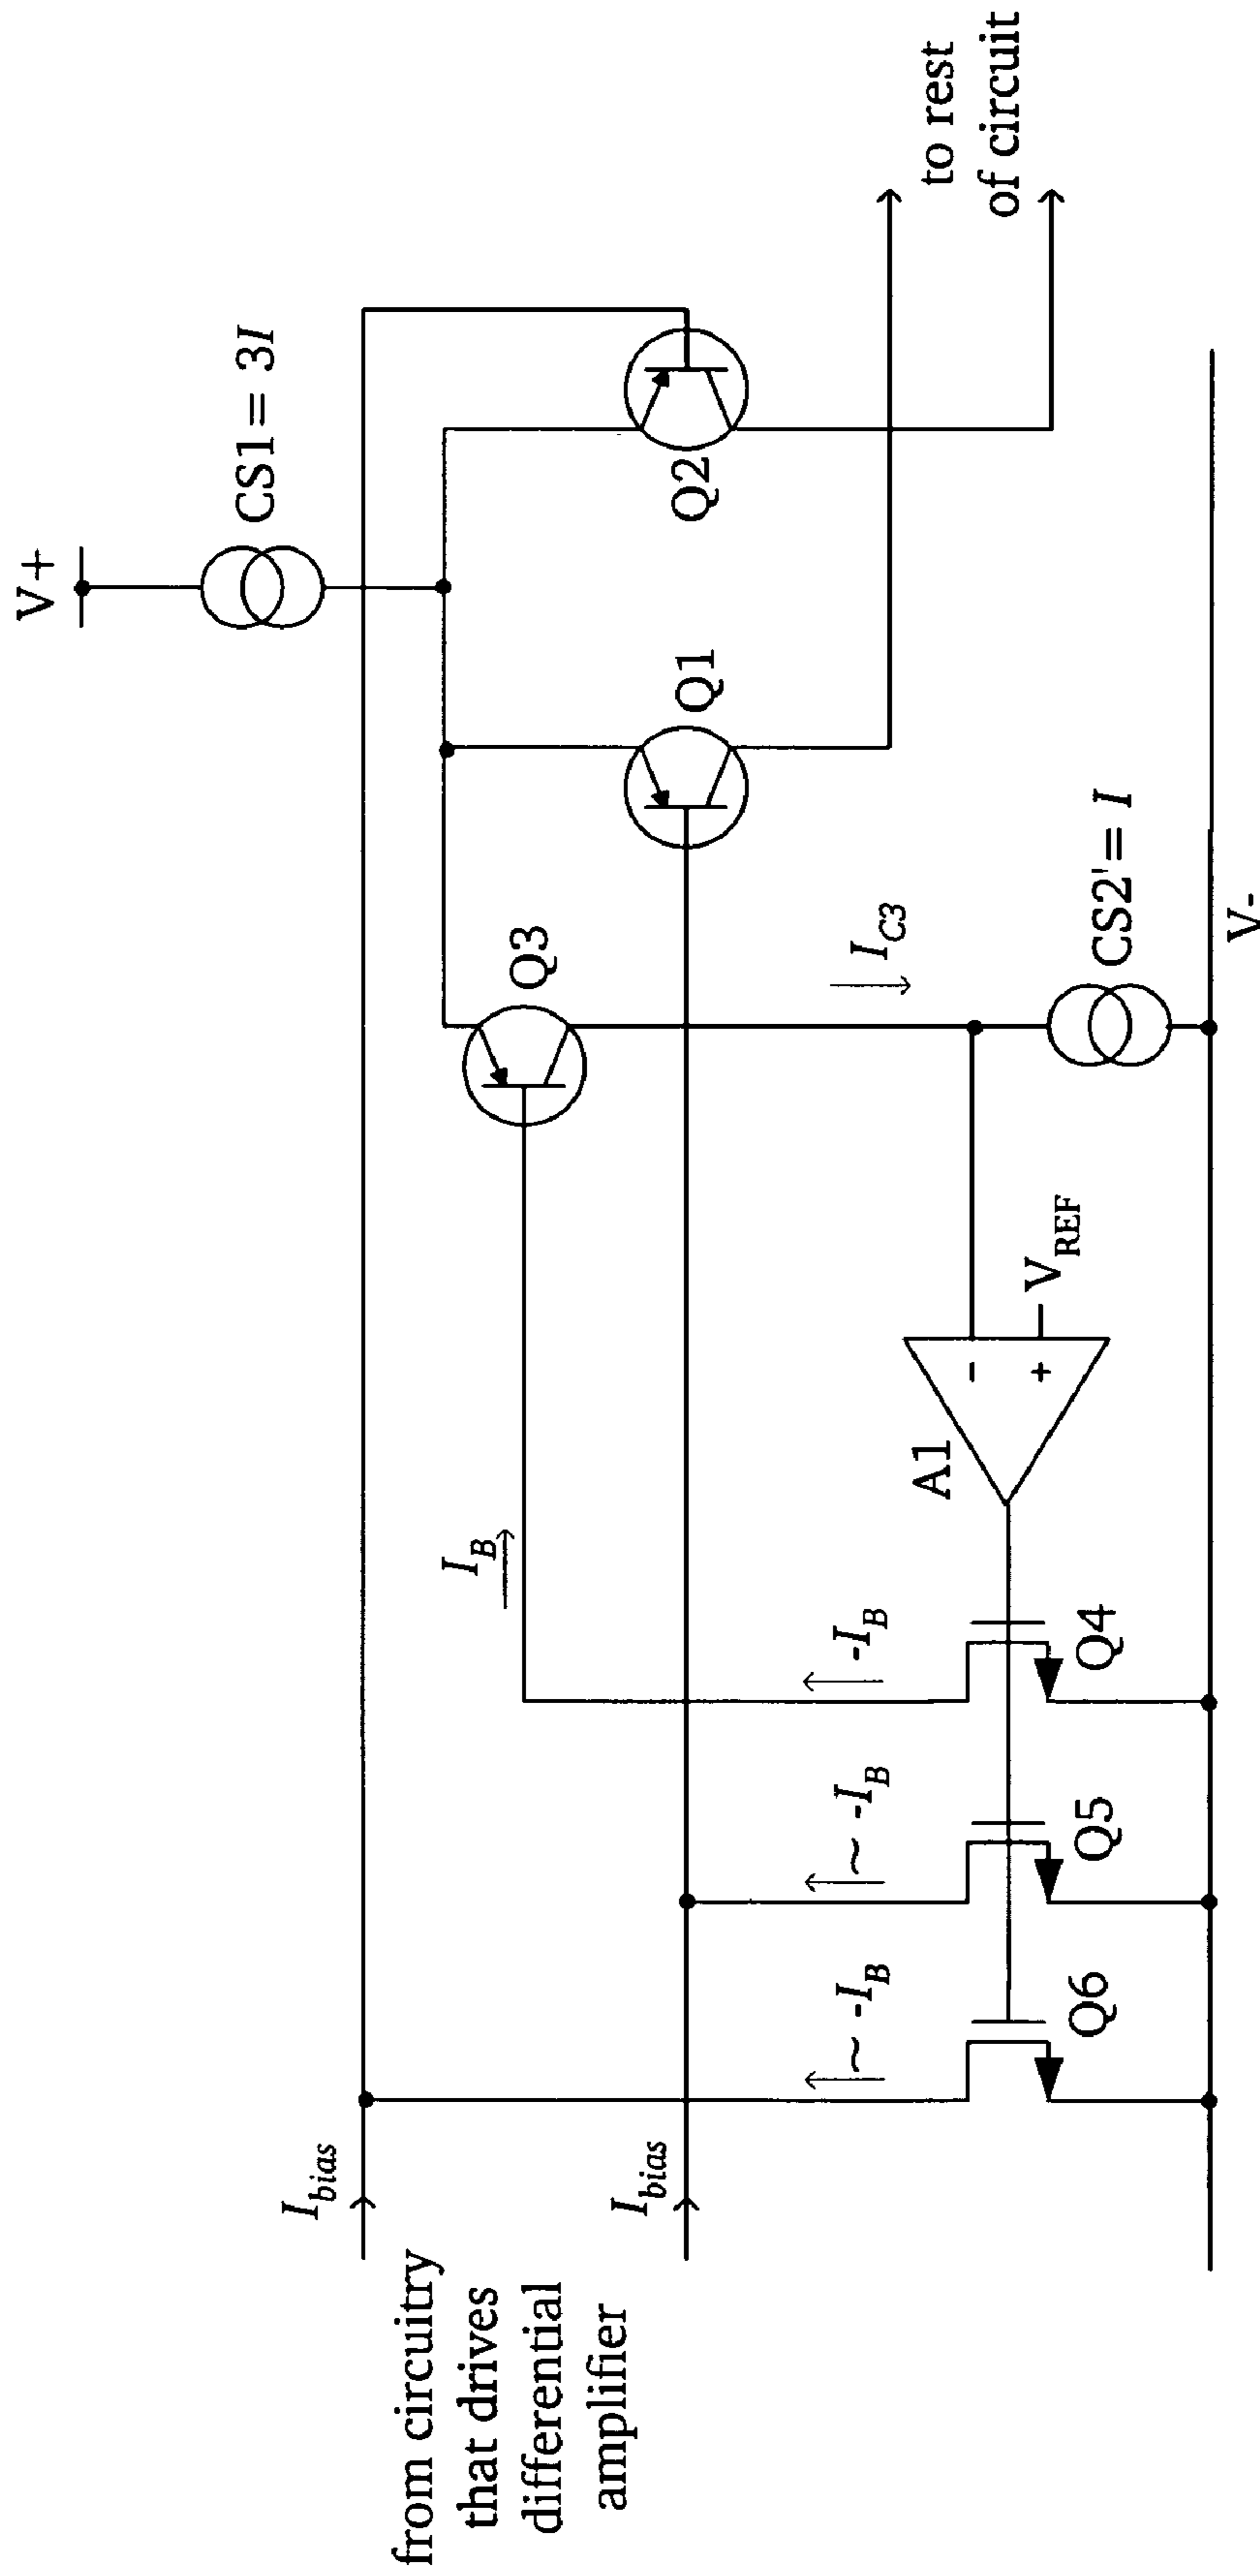 V+
CS1 = 3I
I_bias
from circuitry
that drives
differential
amplifier
I_bias
I_B
Q3
Q1
Q2
to rest
of circuit
I_C3
~ -I_B
~ -I_B
-I_B
A1
-
+
V_REF
CS2' = I
Q6
Q5
Q4
V-